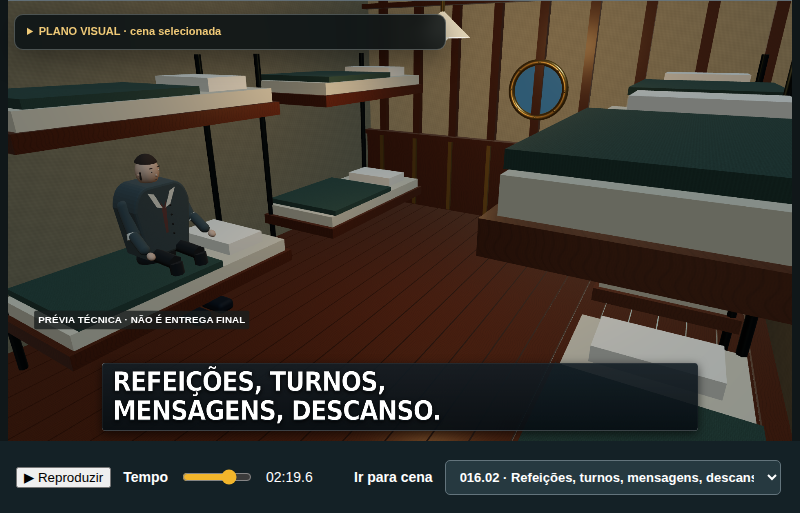 ▶ PLANO VISUAL · cena selecionada
PRÉVIA TÉCNICA · NÃO É ENTREGA FINAL
REFEIÇÕES, TURNOS,
MENSAGENS, DESCANSO.
▶ Reproduzir Tempo 02:19.6 Ir para cena 016.02 · Refeições, turnos, mensagens, descans